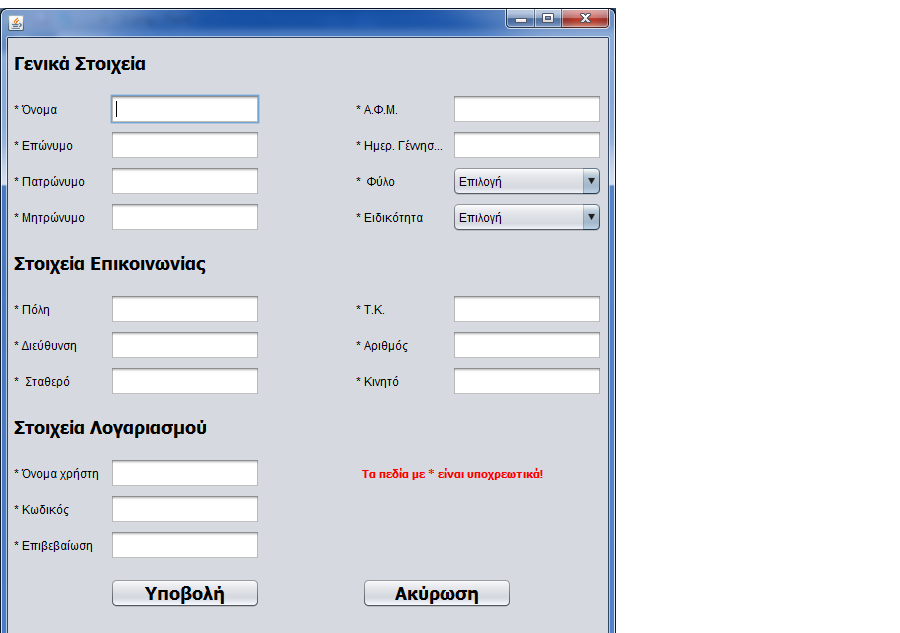 Γενικά Στοιχεία
* Όνομα * Α.Φ.Μ.
* Επώνυμο * Ημερ. Γέννησ...
* Πατρώνυμο * Φύλο Επιλογή
* Μητρώνυμο * Ειδικότητα Επιλογή
Στοιχεία Επικοινωνίας
* Πόλη * Τ.Κ.
* Διεύθυνση * Αριθμός
* Σταθερό * Κινητό
Στοιχεία Λογαριασμού
* Όνομα χρήστη Τα πεδία με * είναι υποχρεωτικά!
* Κωδικός
* Επιβεβαίωση
Υποβολή Ακύρωση